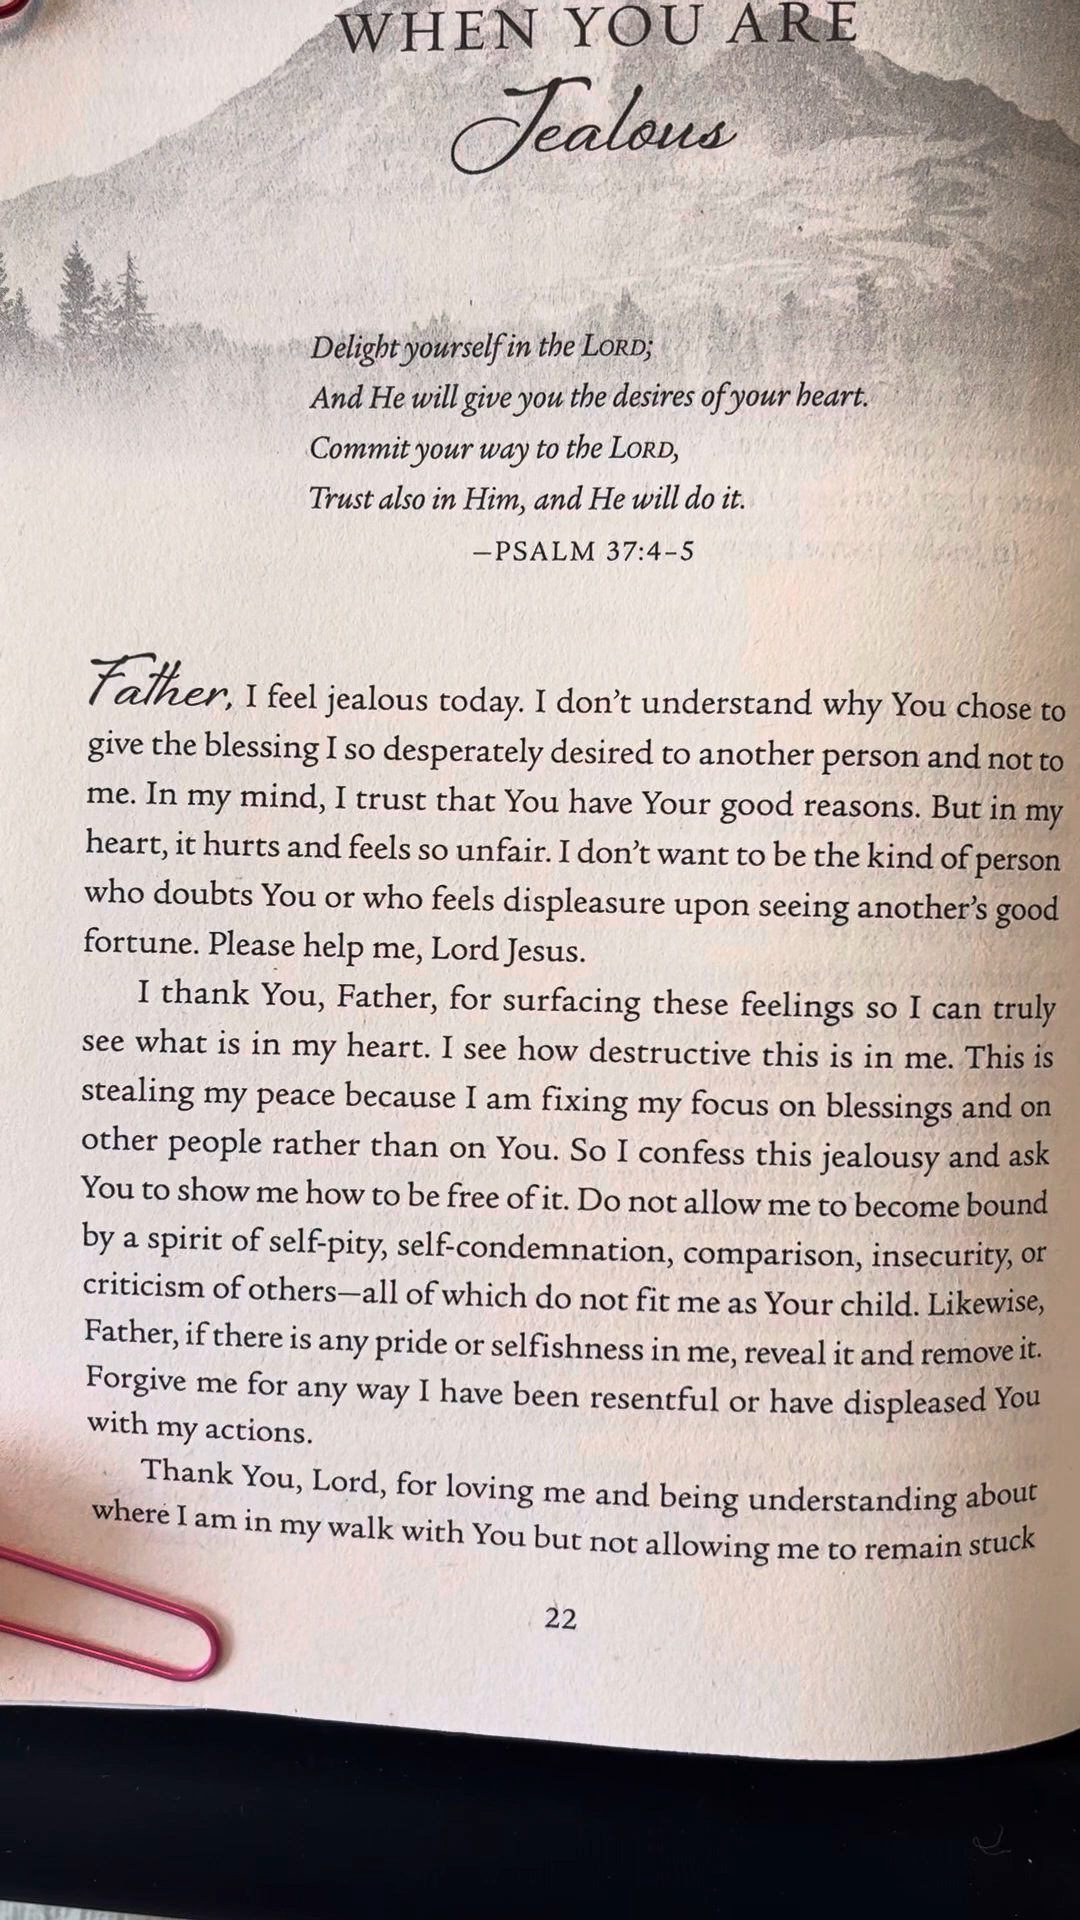 WHEN YOU ARE
Jealous
Delight yourself in the LORD;
And He will give you the desires of your heart.
Commit your way to the LORD,
Trust also in Him, and He will do it.
—PSALM 37:4–5
Father, I feel jealous today. I don't understand why You chose to
give the blessing I so desperately desired to another person and not to
me. In my mind, I trust that You have Your good reasons. But in my
heart, it hurts and feels so unfair. I don't want to be the kind of person
who doubts You or who feels displeasure upon seeing another's good
fortune. Please help me, Lord Jesus.
I thank You, Father, for surfacing these feelings so I can truly
see what is in my heart. I see how destructive this is in me. This is
stealing my peace because I am fixing my focus on blessings and on
other people rather than on You. So I confess this jealousy and ask
You to show me how to be free of it. Do not allow me to become bound
by a spirit of self-pity, self-condemnation, comparison, insecurity, or
criticism of others—all of which do not fit me as Your child. Likewise,
Father, if there is any pride or selfishness in me, reveal it and remove it.
Forgive me for any way I have been resentful or have displeased You
with my actions.
Thank You, Lord, for loving me and being understanding about
where I am in my walk with You but not allowing me to remain stuck
22